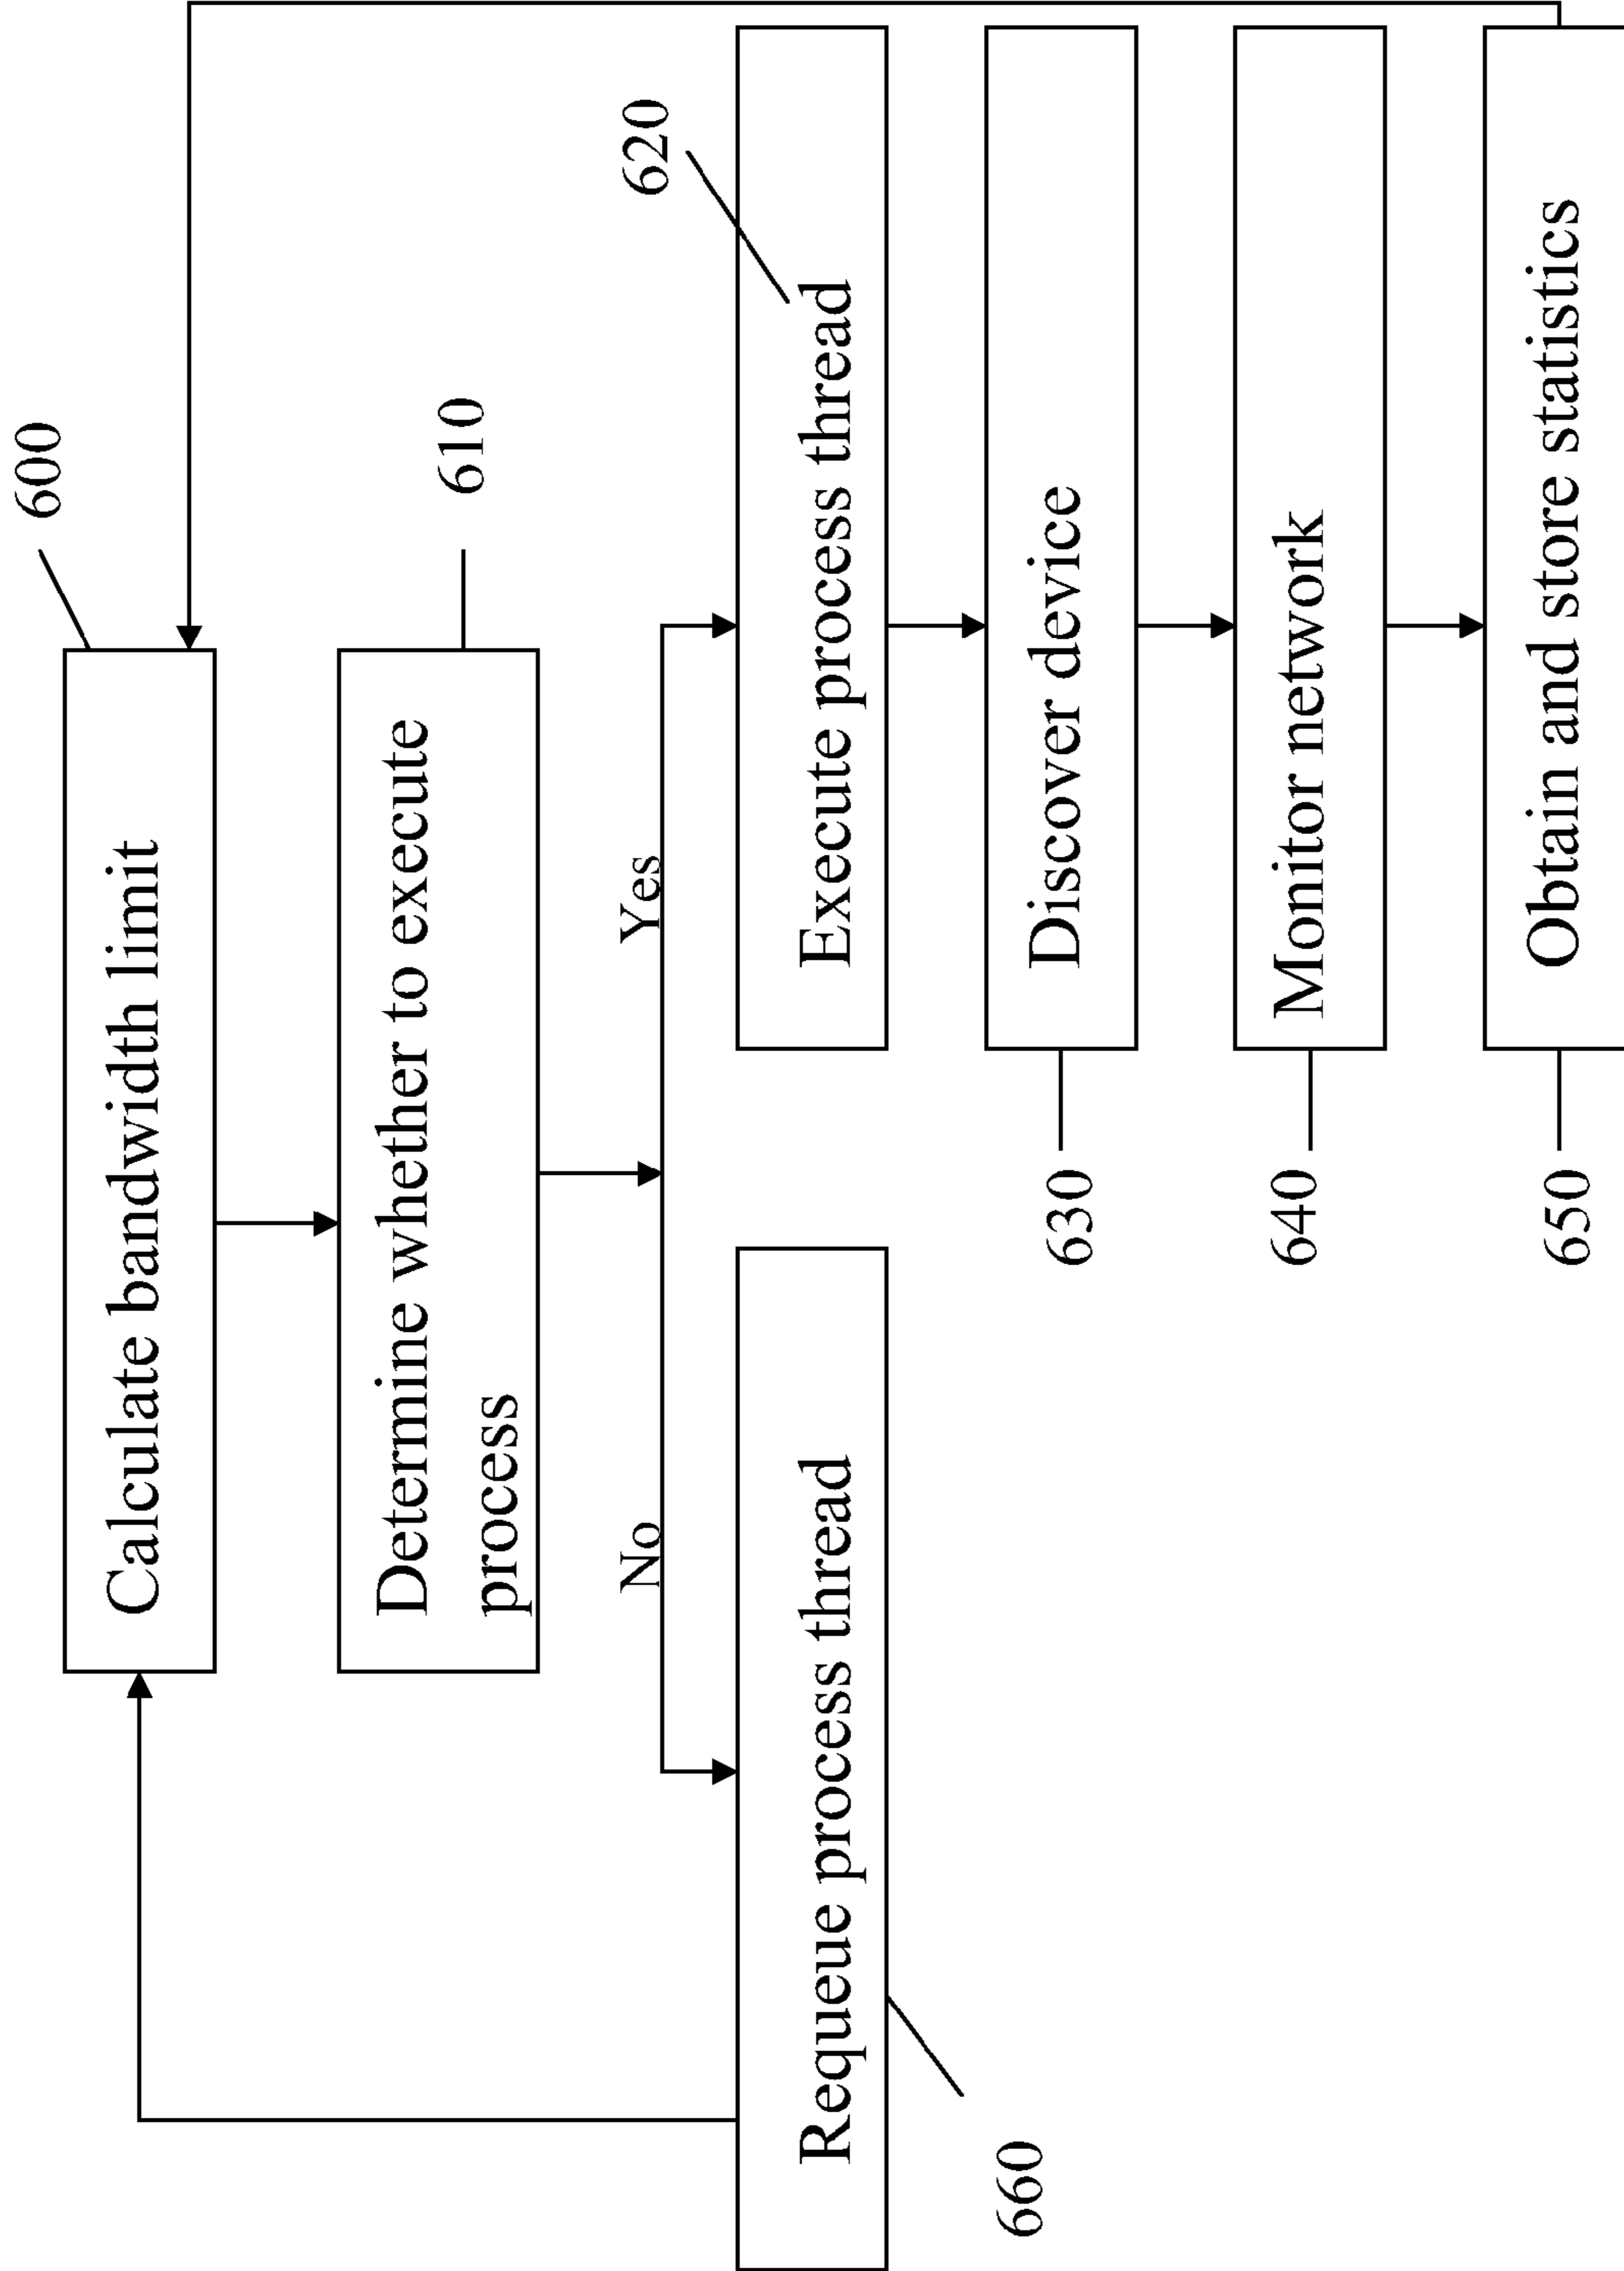 600
Calculate bandwidth limit
610
Determine whether to execute
process
No
Yes
620
Requeue process thread
Execute process thread
660
630
Discover device
640
Monitor network
650
Obtain and store statistics